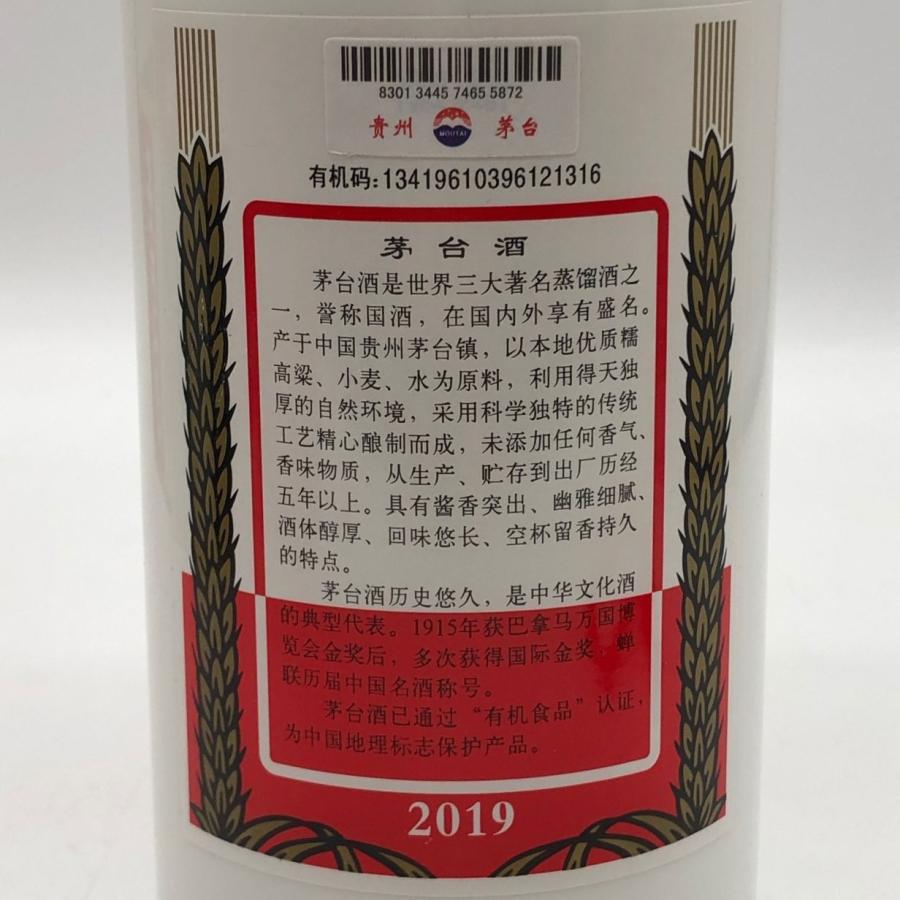 8301 3445 7465 5872
贵州 MOUTAI 茅台
有机码:13419610396121316
茅台酒
茅台酒是世界三大著名蒸馏酒之
一，誉称国酒，在国内外享有盛名。
产于中国贵州茅台镇，以本地优质糯
高粱、小麦、水为原料，利用得天独
厚的自然环境，采用科学独特的传统
工艺精心酿制而成，未添加任何香气、
香味物质，从生产、贮存到出厂历经
五年以上。具有酱香突出、幽雅细腻、
酒体醇厚、回味悠长、空杯留香持久
的特点。
茅台酒历史悠久，是中华文化酒
的典型代表。1915年获巴拿马万国博
览会金奖后，多次获得国际金奖，蝉
联历届中国名酒称号。
茅台酒已通过“有机食品”认证，
为中国地理标志保护产品。
2019